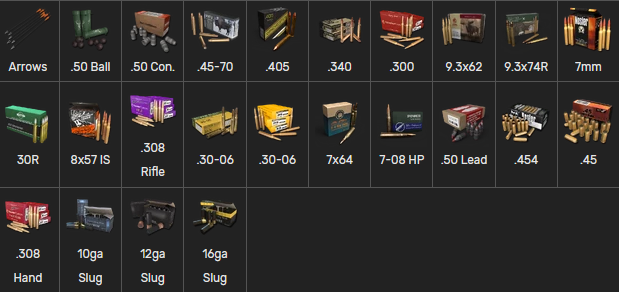 Arrows .50 Ball .50 Con. .45-70 .405 .340 .300 9.3x62 9.3x74R 7mm
30R 8x57 IS .308 Rifle .30-06 .30-06 7x64 7-08 HP .50 Lead .454 .45
.308 Hand 10ga Slug 12ga Slug 16ga Slug